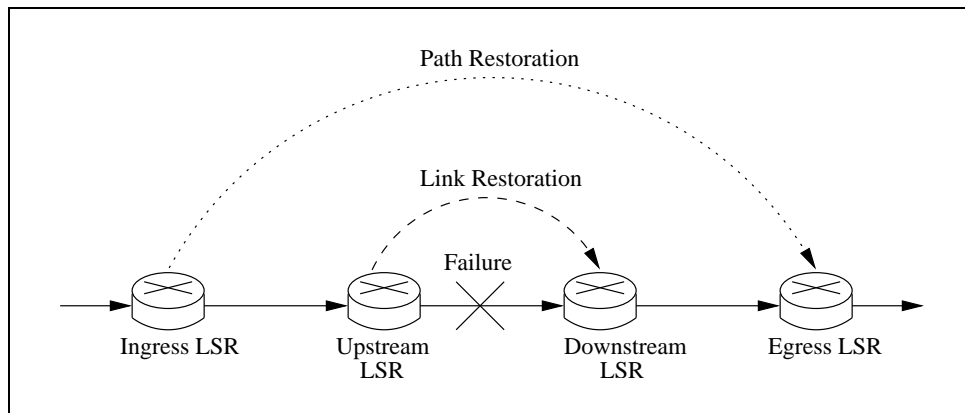 Path Restoration
Link Restoration
Failure
Ingress LSR
Upstream
LSR
Downstream
LSR
Egress LSR